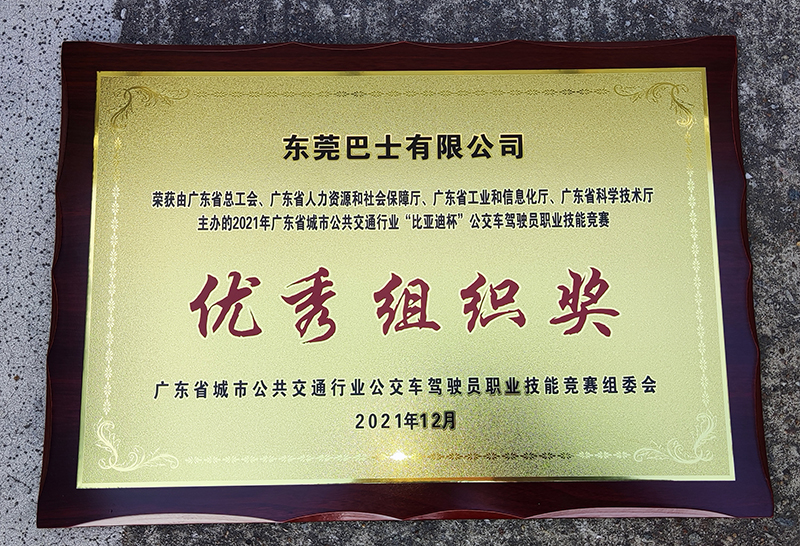 东莞巴士有限公司
荣获由广东省总工会、广东省人力资源和社会保障厅、广东省工业和信息化厅、广东省科学技术厅
主办的2021年广东省城市公共交通行业“比亚迪杯”公交车驾驶员职业技能竞赛
优秀组织奖
广东省城市公共交通行业公交车驾驶员职业技能竞赛组委会
2021年12月